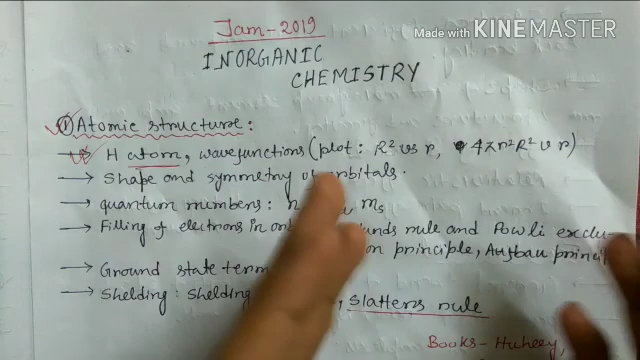 Made with KINEMASTER
Jam-2019
INORGANIC
CHEMISTRY
① Atomic structure:
→ H atom, wavefunctions (plot: R² vs r, 4πr²R² v r)
→ Shape and symmetry of orbitals.
→ quantum numbers: n ms
→ Filling of electrons in unds rule and Powli exclu-
on principle, Aufbau princip
→ Ground state term
→ Shelding: shelding , slatters rule
Books - Huheey,